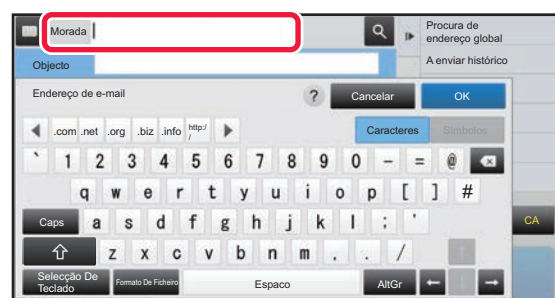 Morada
Procura de
endereço global
Objecto
A enviar histórico
Endereço de e-mail
?
Cancelar
OK
.com .net .org .biz .info http://
Caracteres
Símbolos
` 1 2 3 4 5 6 7 8 9 0 - = @
q w e r t y u i o p [ ] #
Caps a s d f g h j k l ; '
CA
z x c v b n m . . /
Selecção De
Teclado
Formato De Ficheiro
Espaço
AltGr